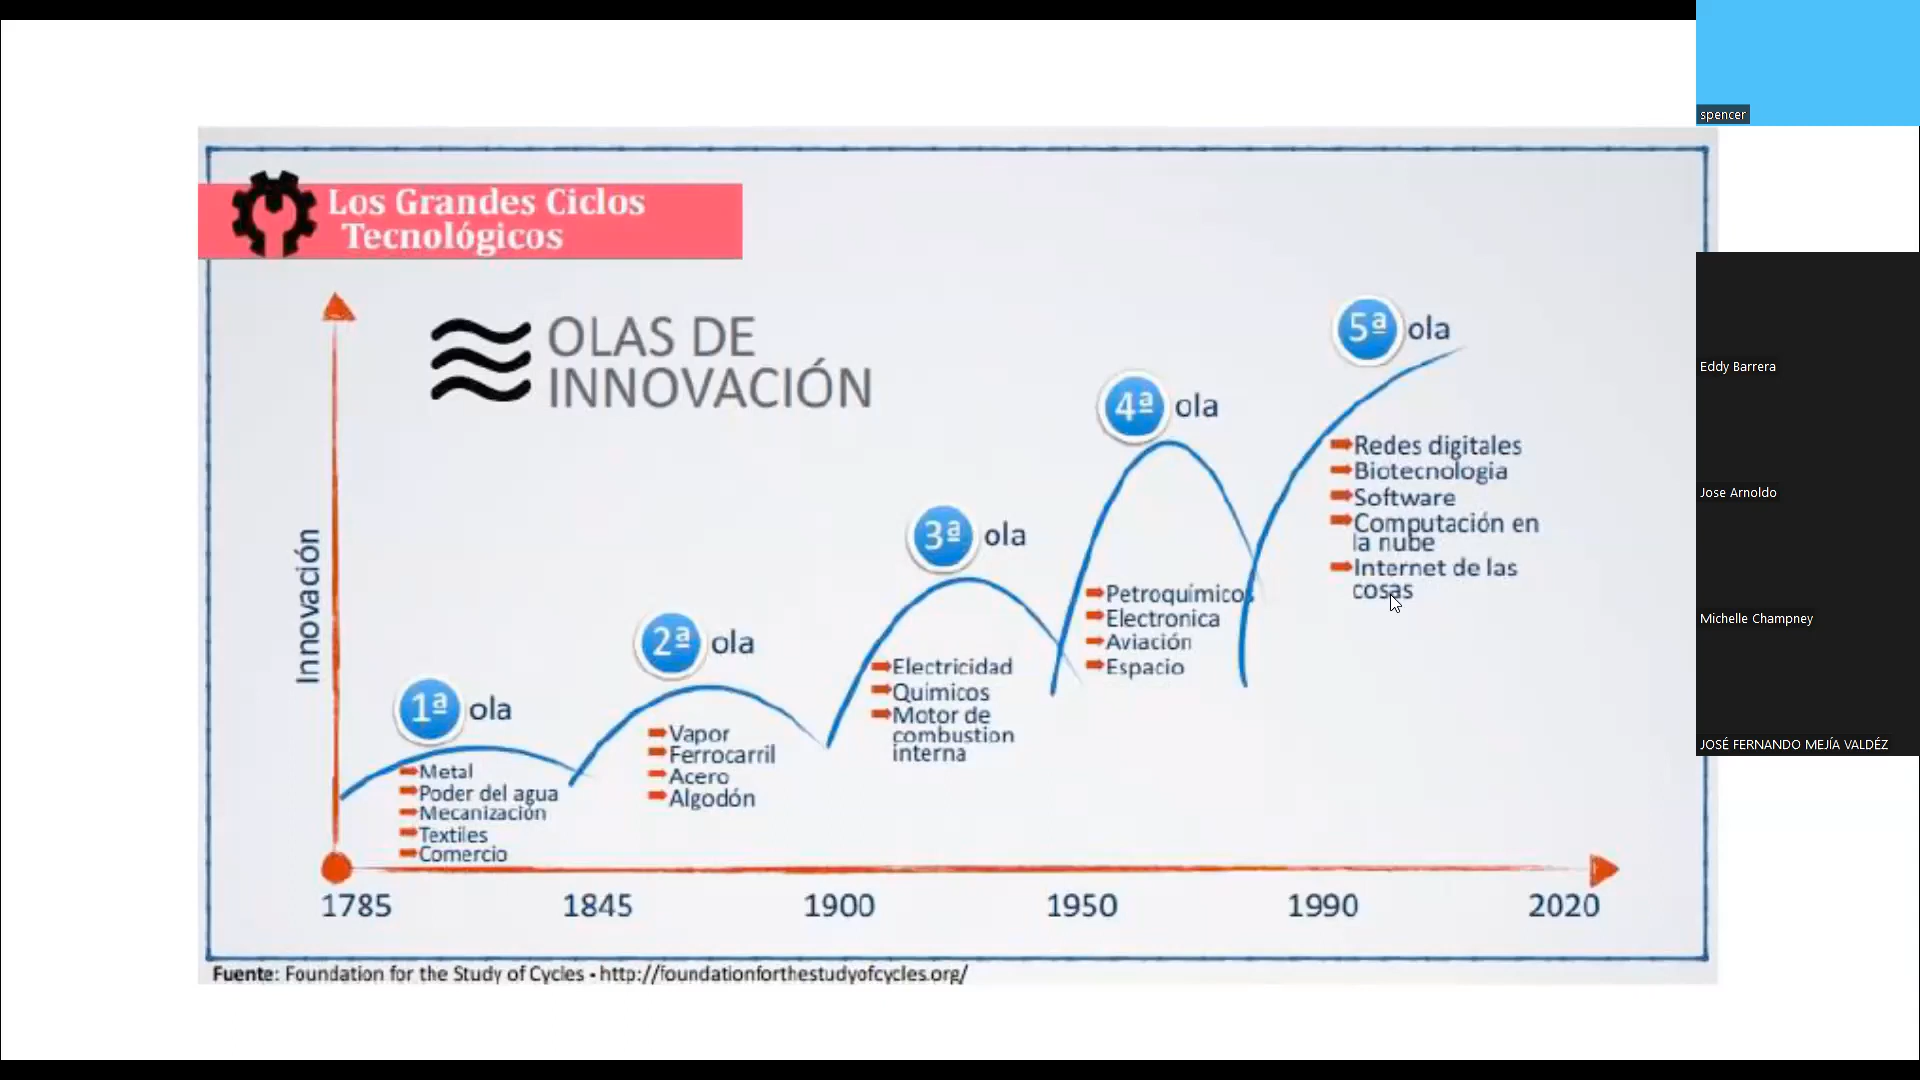 Los Grandes Ciclos
Tecnológicos
OLAS DE
INNOVACIÓN
Innovación
1ª ola
Metal
Poder del agua
Mecanización
Textiles
Comercio
2ª ola
Vapor
Ferrocarril
Acero
Algodón
3ª ola
Electricidad
Quimicos
Motor de
combustion
interna
4ª ola
Petroquímicos
Electronica
Aviación
Espacio
5ª ola
Redes digitales
Biotecnologia
Software
Computación en
la nube
Internet de las
cosas
1785 1845 1900 1950 1990 2020
Fuente: Foundation for the Study of Cycles - http://foundationforthestudyofcycles.org/
spencer
Eddy Barrera
Jose Arnoldo
Michelle Champney
JOSÉ FERNANDO MEJÍA VALDÉZ